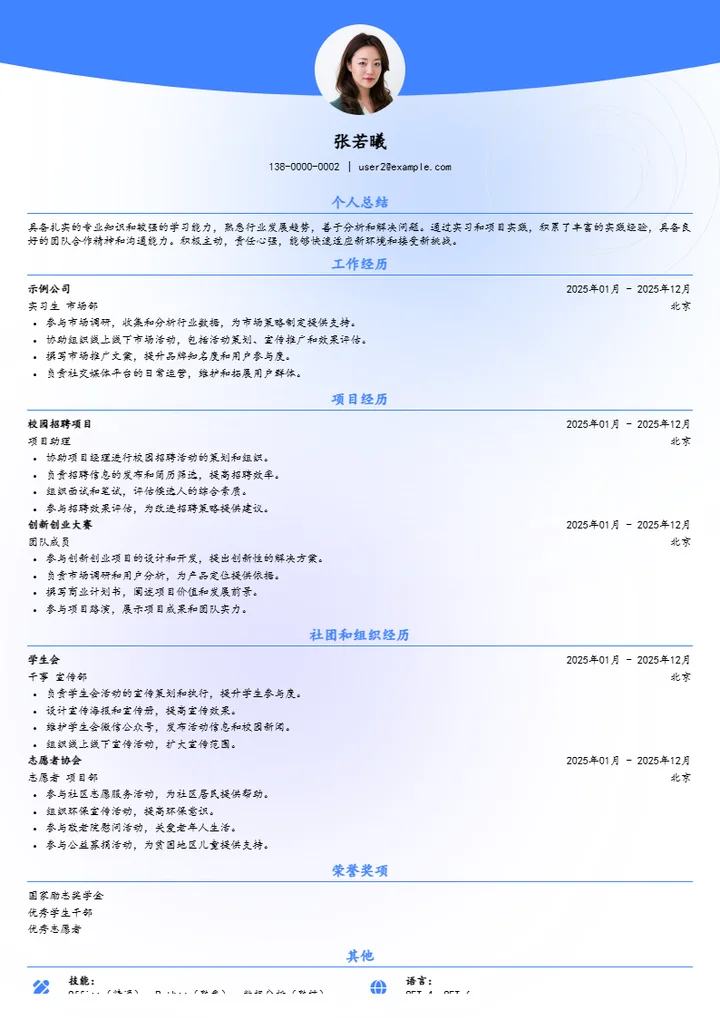 张若曦
138-0000-0002 | user2@example.com
个人总结
具备扎实的专业知识和较强的学习能力，熟悉行业发展趋势，善于分析和解决问题。通过实习和项目实践，积累了丰富的实践经验，具备良
好的团队合作精神和沟通能力。积极主动，责任心强，能够快速适应新环境和接受新挑战。
工作经历
示例公司 2025年01月 - 2025年12月
实习生 市场部 北京
• 参与市场调研，收集和分析行业数据，为市场策略制定提供支持。
• 协助组织线上线下市场活动，包括活动策划、宣传推广和效果评估。
• 撰写市场推广文案，提升品牌知名度和用户参与度。
• 负责社交媒体平台的日常运营，维护和拓展用户群体。
项目经历
校园招聘项目 2025年01月 - 2025年12月
项目助理 北京
• 协助项目经理进行校园招聘活动的策划和组织。
• 负责招聘信息的发布和简历筛选，提高招聘效率。
• 组织面试和笔试，评估候选人的综合素质。
• 参与招聘效果评估，为改进招聘策略提供建议。
创新创业大赛 2025年01月 - 2025年12月
团队成员 北京
• 参与创新创业项目的设计和开发，提出创新性的解决方案。
• 负责市场调研和用户分析，为产品定位提供依据。
• 撰写商业计划书，阐述项目价值和发展前景。
• 参与项目路演，展示项目成果和团队实力。
社团和组织经历
学生会 2025年01月 - 2025年12月
干事 宣传部 北京
• 负责学生会活动的宣传策划和执行，提升学生参与度。
• 设计宣传海报和宣传册，提高宣传效果。
• 维护学生会微信公众号，发布活动信息和校园新闻。
• 组织线上线下宣传活动，扩大宣传范围。
志愿者协会 2025年01月 - 2025年12月
志愿者 项目部 北京
• 参与社区志愿服务活动，为社区居民提供帮助。
• 组织环保宣传活动，提高环保意识。
• 参与敬老院慰问活动，关爱老年人生活。
• 参与公益募捐活动，为贫困地区儿童提供支持。
荣誉奖项
国家励志奖学金
优秀学生干部
优秀志愿者
其他
技能： 语言：